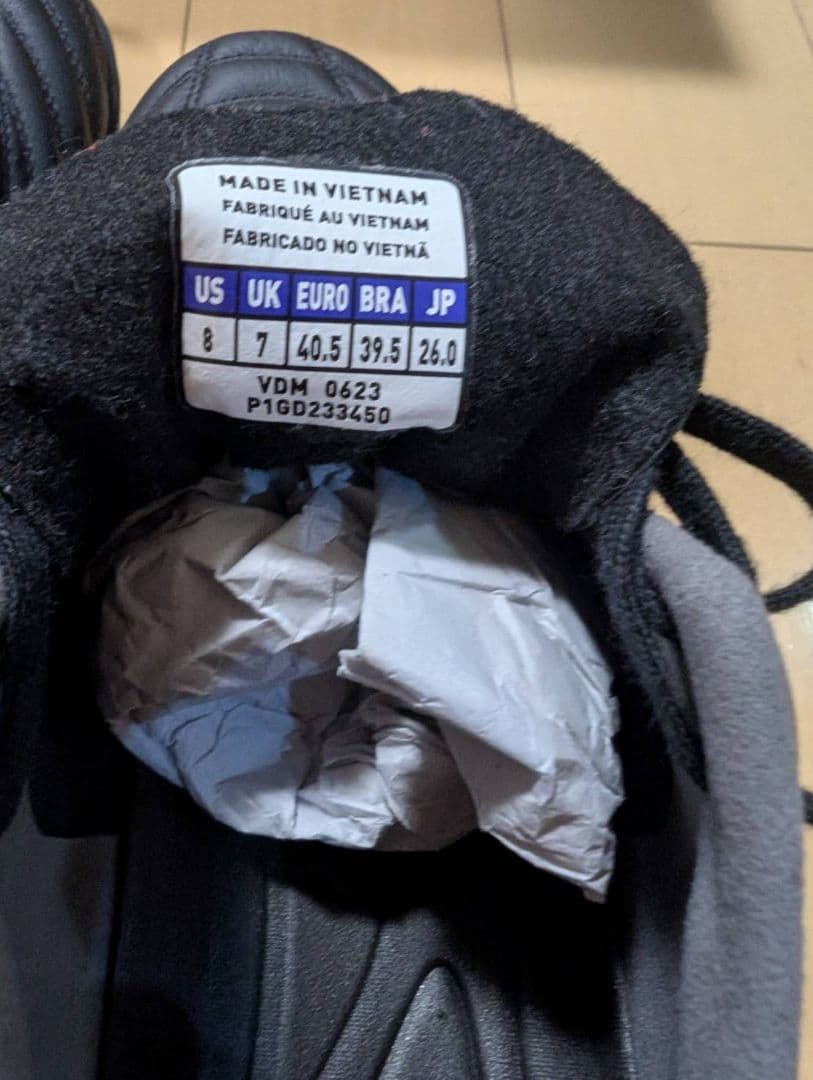 MADE IN VIETNAM
FABRIQUÉ AU VIETNAM
FABRICADO NO VIETNÃ
US UK EURO BRA JP
8 7 40.5 39.5 26.0
VDM 0623
P1GD233450